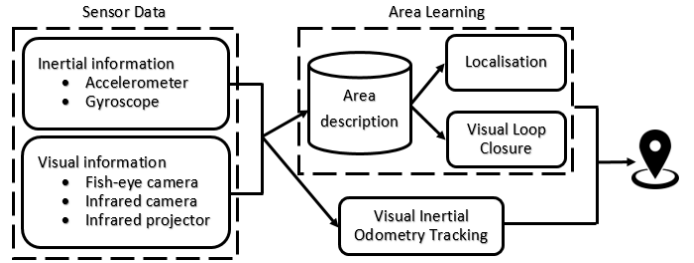 Sensor Data
Inertial information
• Accelerometer
• Gyroscope
Visual information
• Fish-eye camera
• Infrared camera
• Infrared projector
Area Learning
Area
description
Localisation
Visual Loop
Closure
Visual Inertial
Odometry Tracking